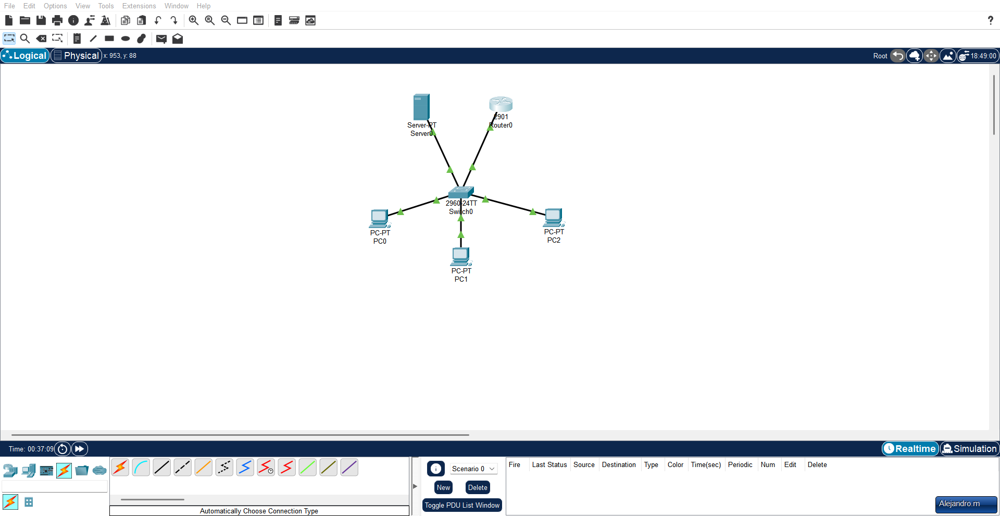 File Edit Options View Tools Extensions Window Help
Logical Physical x: 953, y: 88 Root 18:49:00
Server-PT
Server0
2901
Router0
2960-24TT
Switch0
PC-PT
PC0
PC-PT
PC2
PC-PT
PC1
Time: 00:37:09 Realtime Simulation
Scenario 0
New Delete
Toggle PDU List Window
Fire Last Status Source Destination Type Color Time(sec) Periodic Num Edit Delete
Automatically Choose Connection Type
Alejandro.m